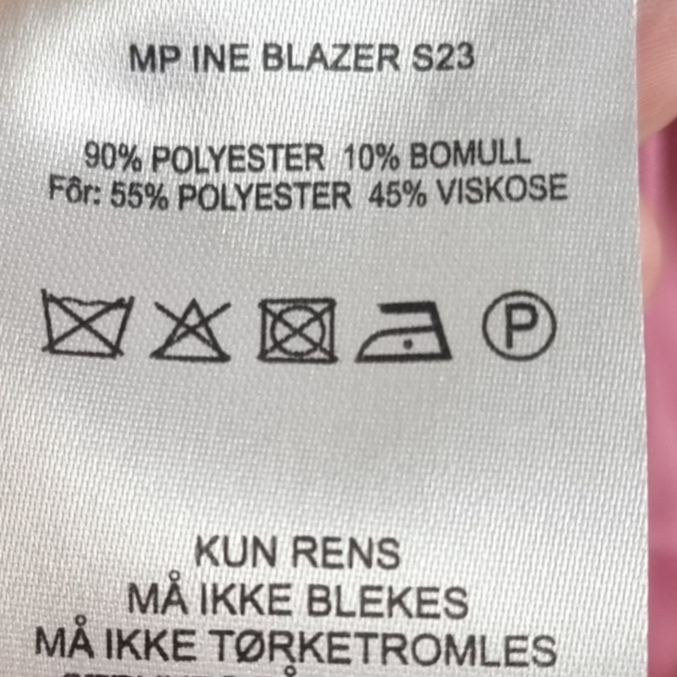 MP INE BLAZER S23
90% POLYESTER 10% BOMULL
Fôr: 55% POLYESTER 45% VISKOSE
P
KUN RENS
MÅ IKKE BLEKES
MÅ IKKE TØRKETROMLES